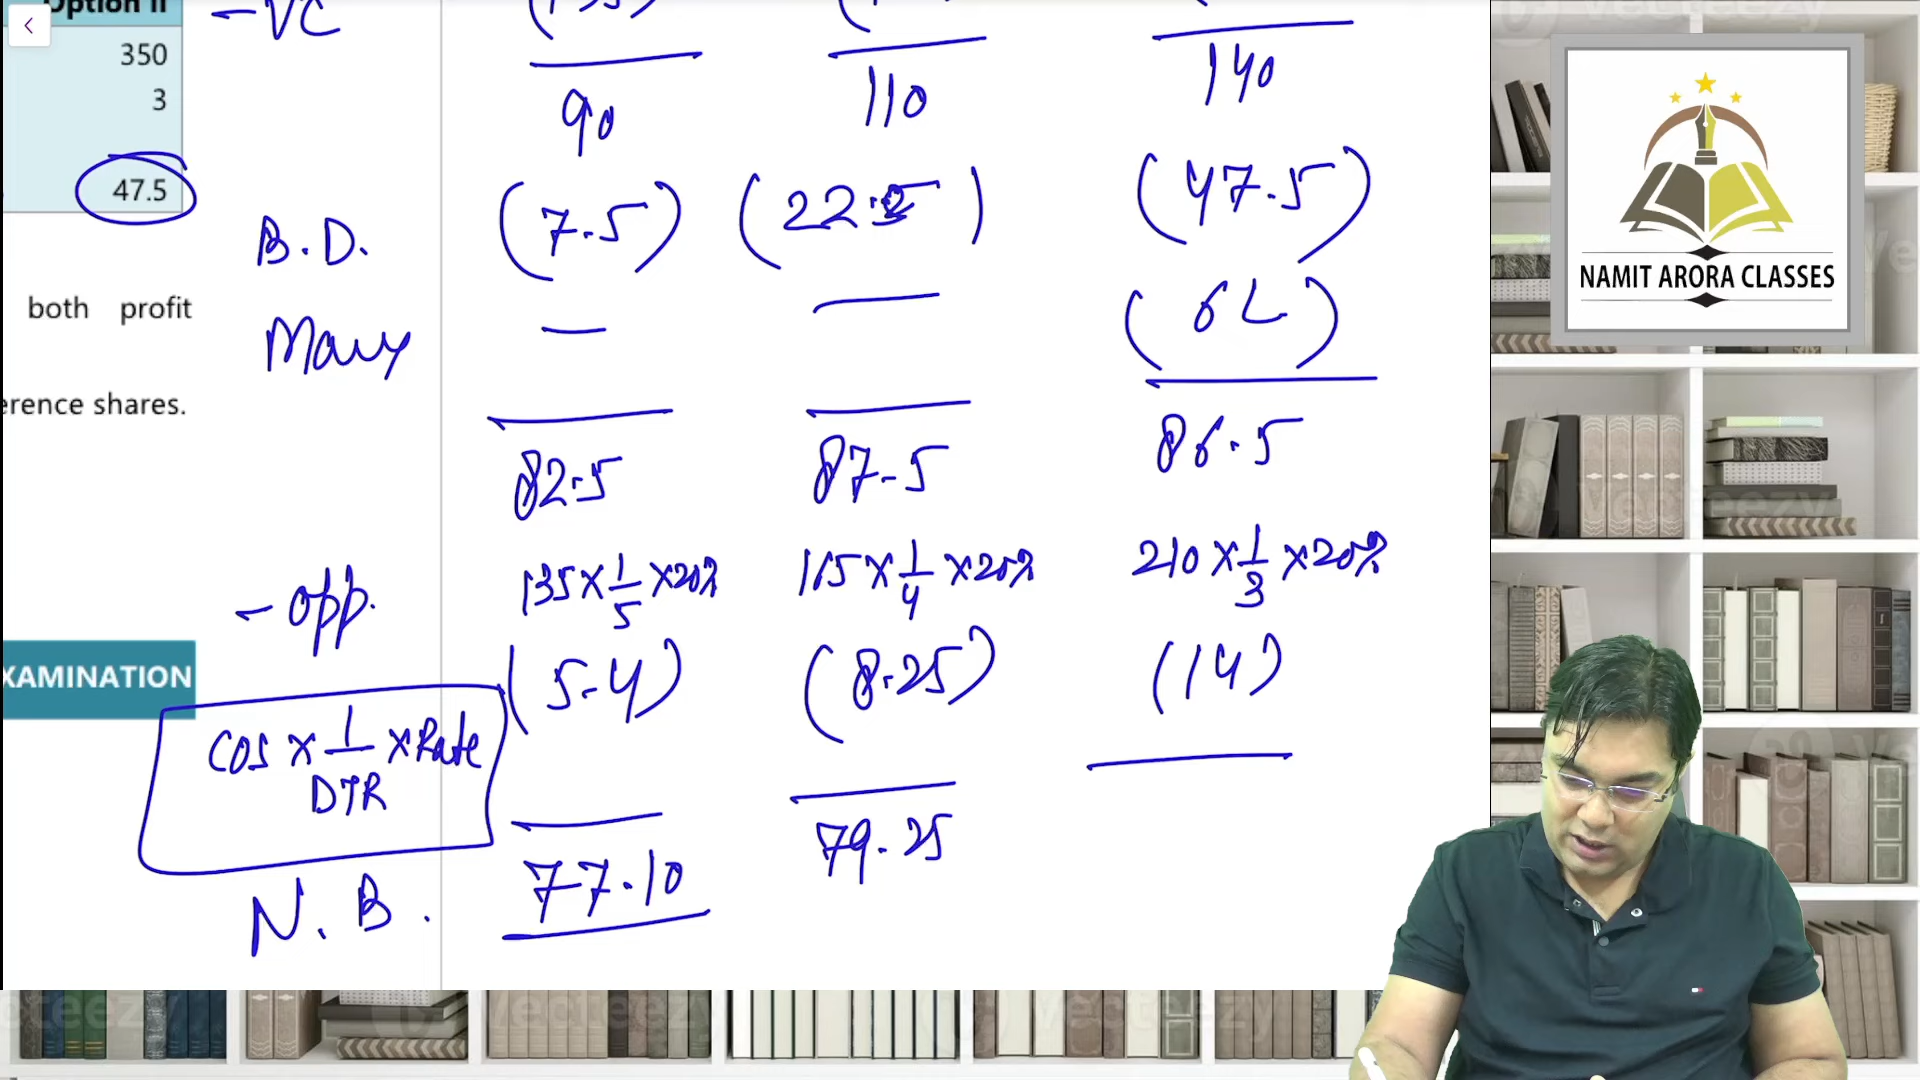 Option II
350
3
47.5
both profit
erence shares.
XAMINATION
- VC
90 110 140
B.D. (7.5) (22.5) (47.5)
— — (6L)
82.5 87.5 86.5
- opp. 135 × 1/5 × 20% 165 × 1/4 × 20% 210 × 1/3 × 20%
(5.4) (8.25) (14)
COS × 1/DTR × Rate
N.B. 77.10 79.25
NAMIT ARORA CLASSES